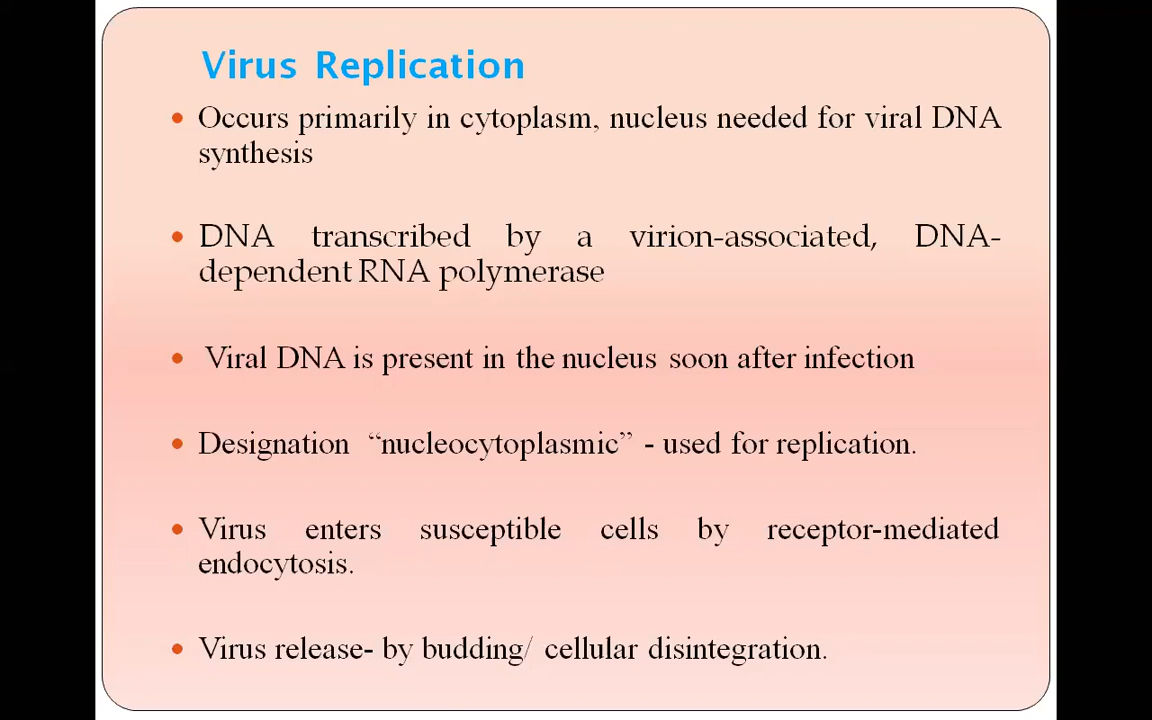 Virus Replication
• Occurs primarily in cytoplasm, nucleus needed for viral DNA
synthesis
• DNA transcribed by a virion-associated, DNA-
dependent RNA polymerase
• Viral DNA is present in the nucleus soon after infection
• Designation “nucleocytoplasmic” - used for replication.
• Virus enters susceptible cells by receptor-mediated
endocytosis.
• Virus release- by budding/ cellular disintegration.